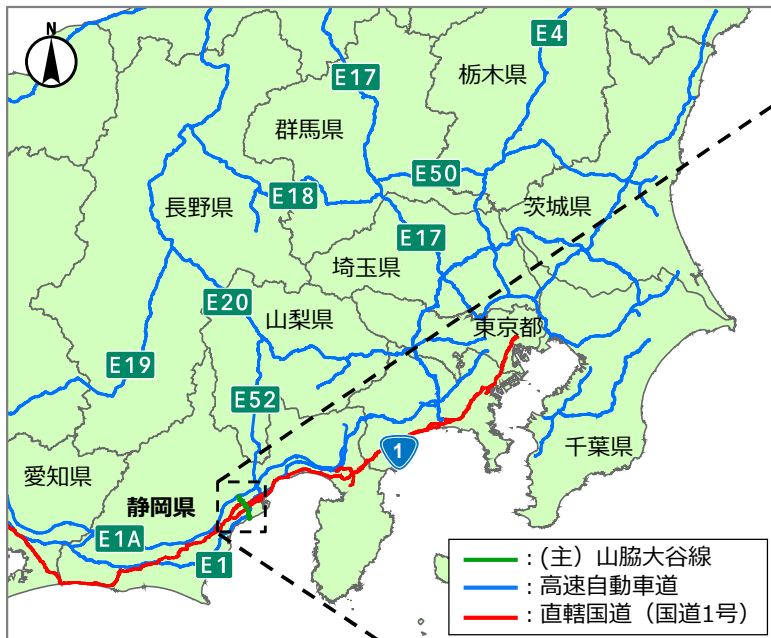 N
E4
E17
栃木県
群馬県
E50
E18
長野県
茨城県
E17
埼玉県
E20
山梨県
東京都
E19
E52
1
千葉県
愛知県
静岡県
E1A
E1
:(主）山脇大谷線
:高速自動車道
:直轄国道（国道1号）